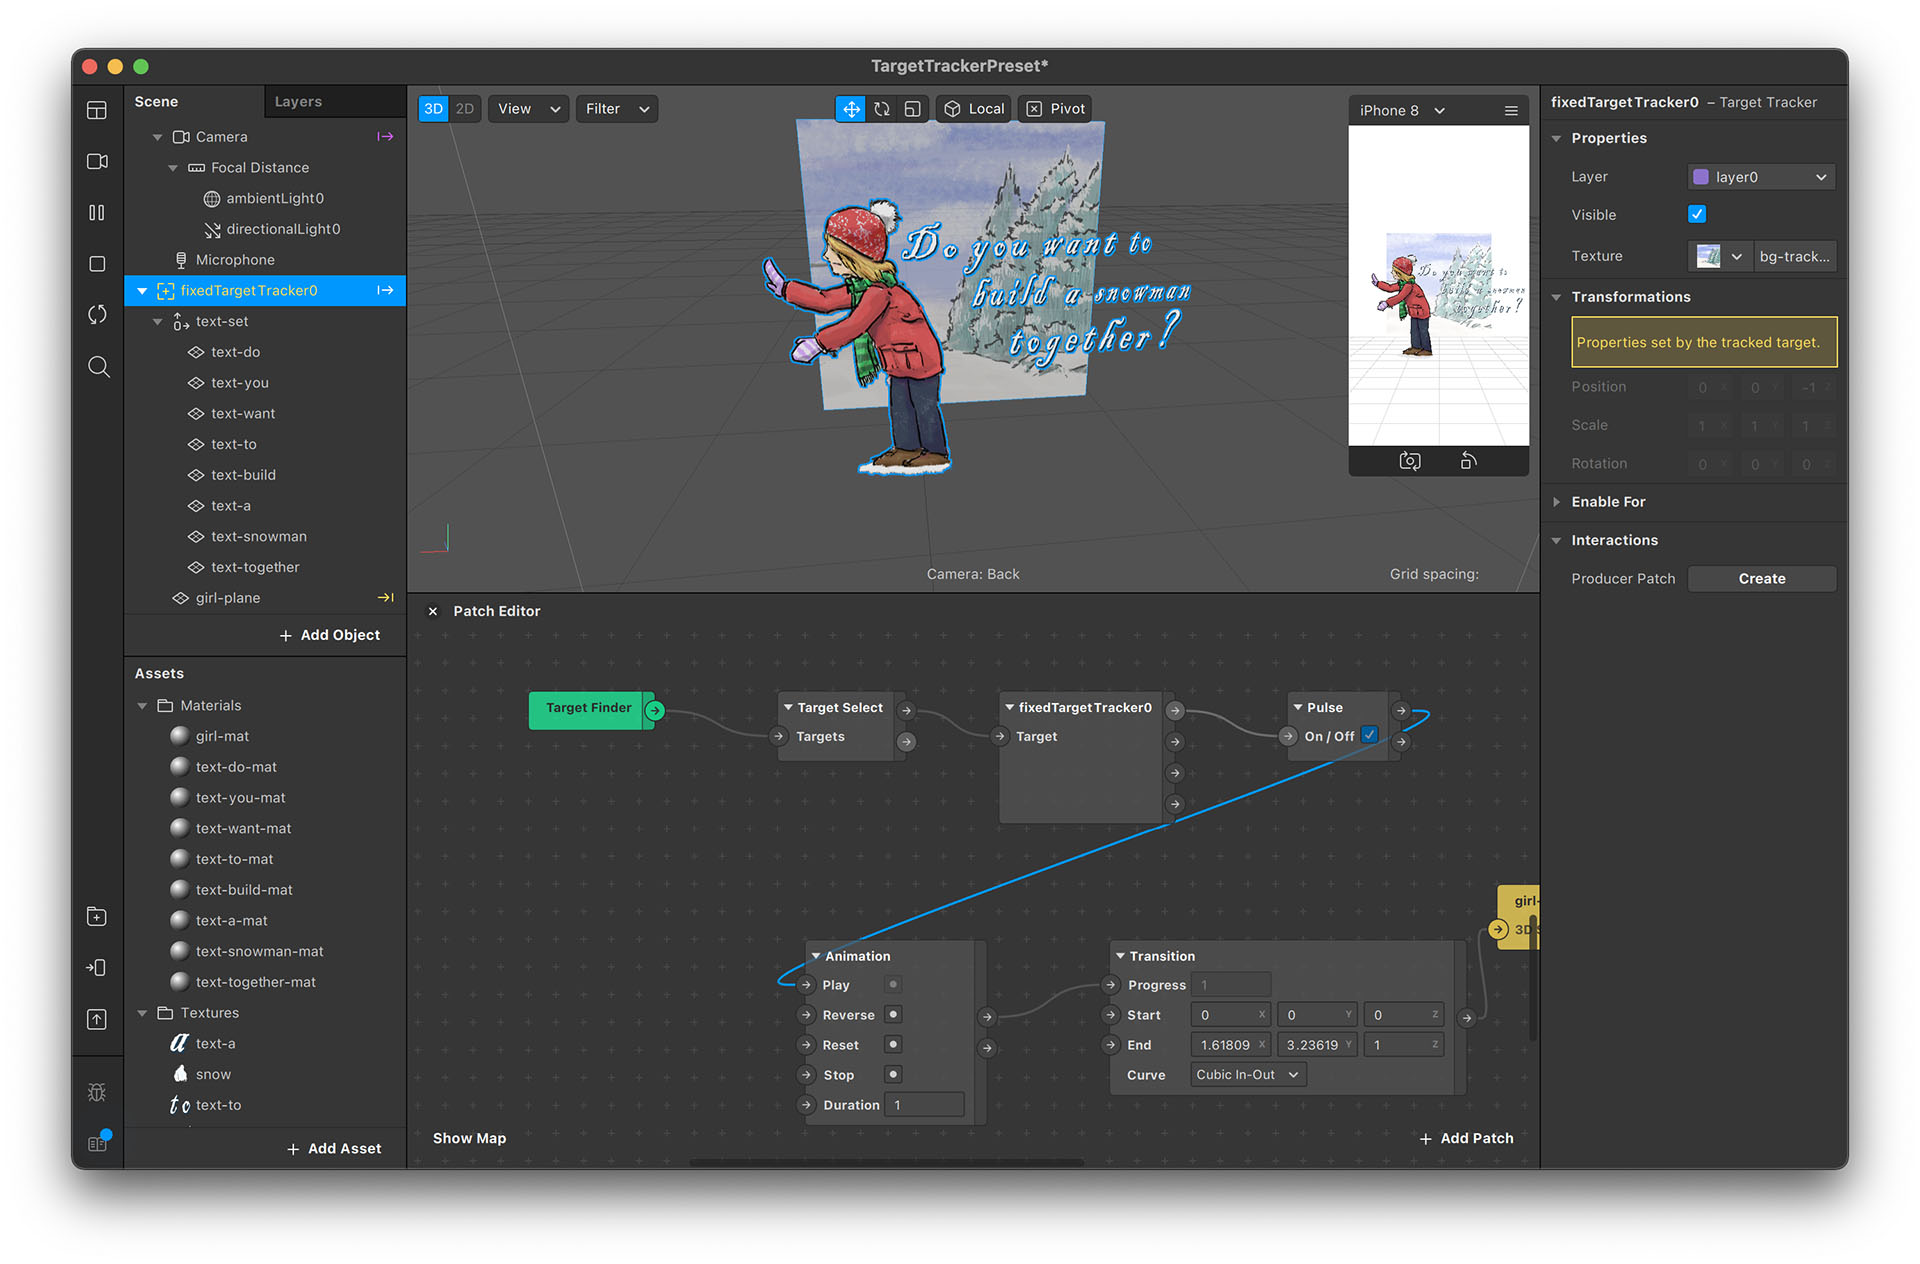 TargetTrackerPreset*
Scene
Layers
Camera
Focal Distance
ambientLight0
directionalLight0
Microphone
fixedTargetTracker0
text-set
text-do
text-you
text-want
text-to
text-build
text-a
text-snowman
text-together
girl-plane
+ Add Object
Assets
Materials
girl-mat
text-do-mat
text-you-mat
text-want-mat
text-to-mat
text-build-mat
text-a-mat
text-snowman-mat
text-together-mat
Textures
a text-a
snow
to text-to
+ Add Asset
3D 2D View Filter
Local Pivot
Do you want to
build a snowman
together?
Camera: Back
Grid spacing:
iPhone 8
Do you want to
build a snowman
together?
Patch Editor
Target Finder
Target Select
Targets
fixedTargetTracker0
Target
Pulse
On / Off
Animation
Play
Reverse
Reset
Stop
Duration 1
Transition
Progress 1
Start 0 X 0 Y 0 Z
End 1.61809 X 3.23619 Y 1 Z
Curve Cubic In-Out
girl-
3D
Show Map
+ Add Patch
fixedTargetTracker0 – Target Tracker
Properties
Layer layer0
Visible
Texture bg-track...
Transformations
Properties set by the tracked target.
Position 0 X 0 Y -1 Z
Scale 1 X 1 Y 1 Z
Rotation 0 X 0 Y 0 Z
Enable For
Interactions
Producer Patch Create